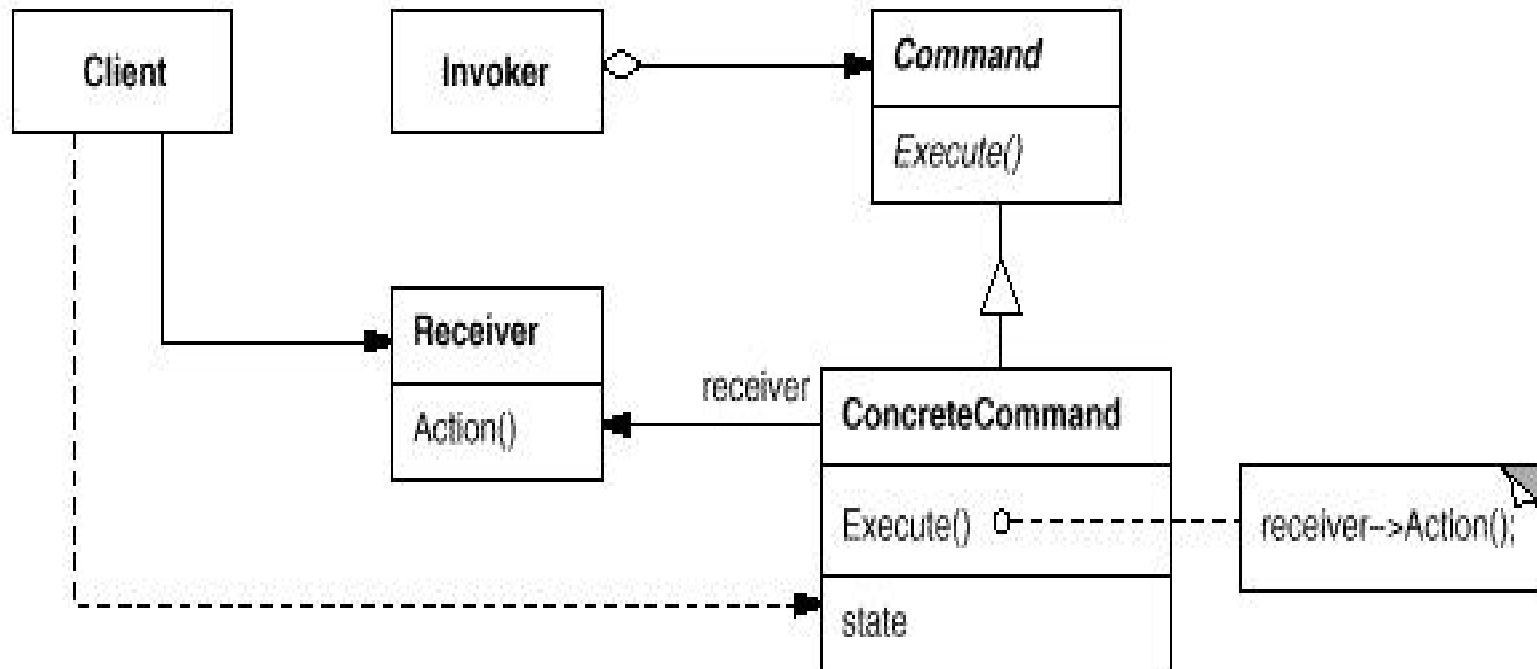 Client
Invoker
Command
Execute()
Receiver
Action()
receiver
ConcreteCommand
Execute()
receiver-->Action();
state